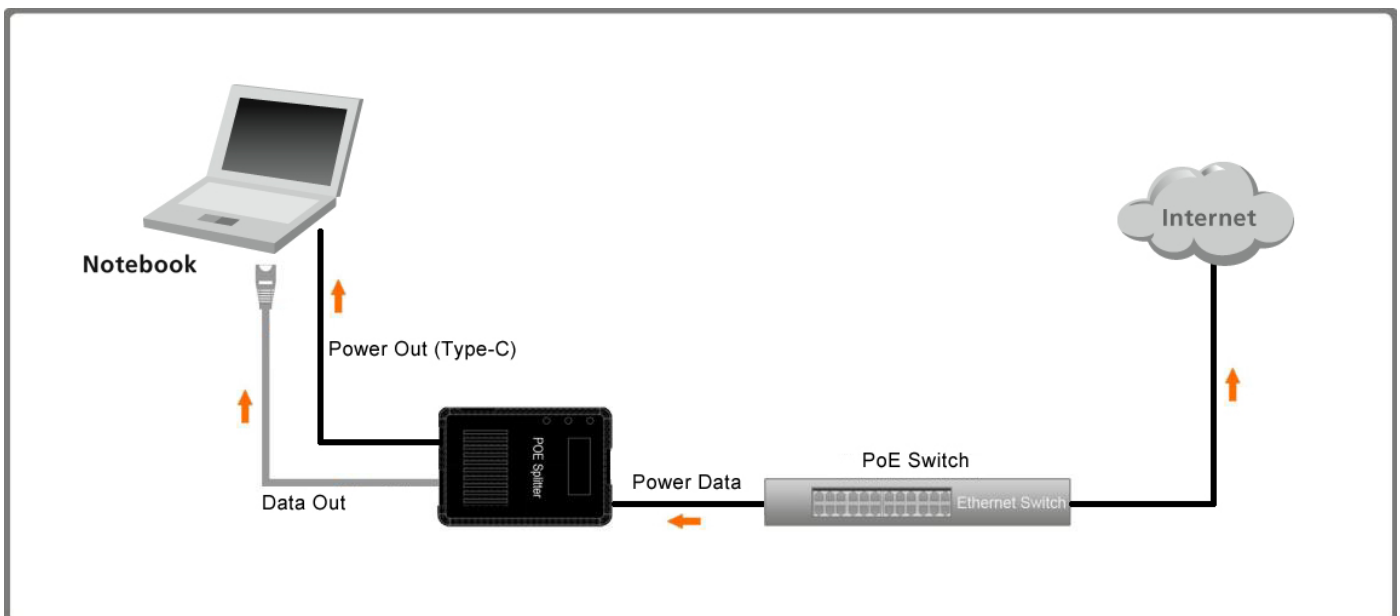 Internet
Notebook
Power Out (Type-C)
POE Splitter
PoE Switch
Power Data
Ethernet Switch
Data Out